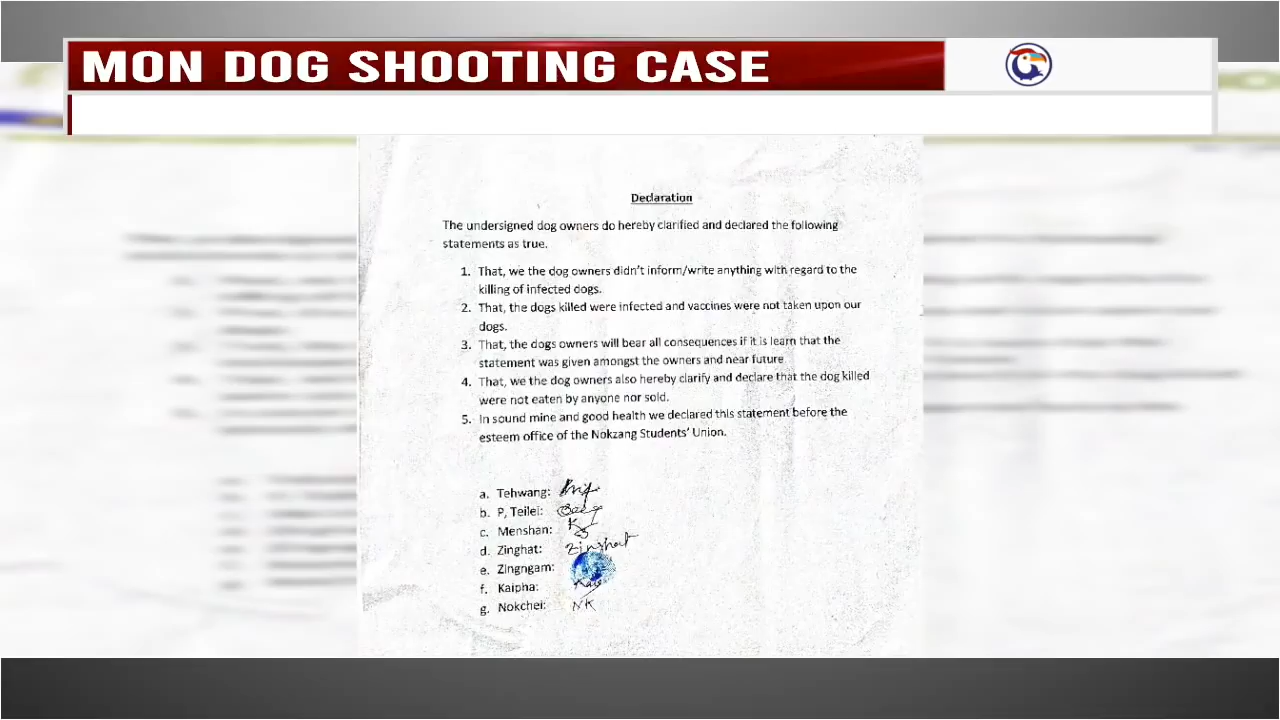 MON DOG SHOOTING CASE
Declaration
The undersigned dog owners do hereby clarified and declared the following
statements as true.
1. That, we the dog owners didn't inform/write anything with regard to the
killing of infected dogs.
2. That, the dogs killed were infected and vaccines were not taken upon our
dogs.
3. That, the dogs owners will bear all consequences if it is learn that the
statement was given amongst the owners and near future
4. That, we the dog owners also hereby clarify and declare that the dog killed
were not eaten by anyone nor sold.
5. In sound mine and good health we declared this statement before the
esteem office of the Nokzang Students' Union.
a. Tehwang:
b. P, Teilei:
c. Menshan:
d. Zinghat: Zinghat
e. Zingngam:
f. Kaipha:
g. Nokchei: NK